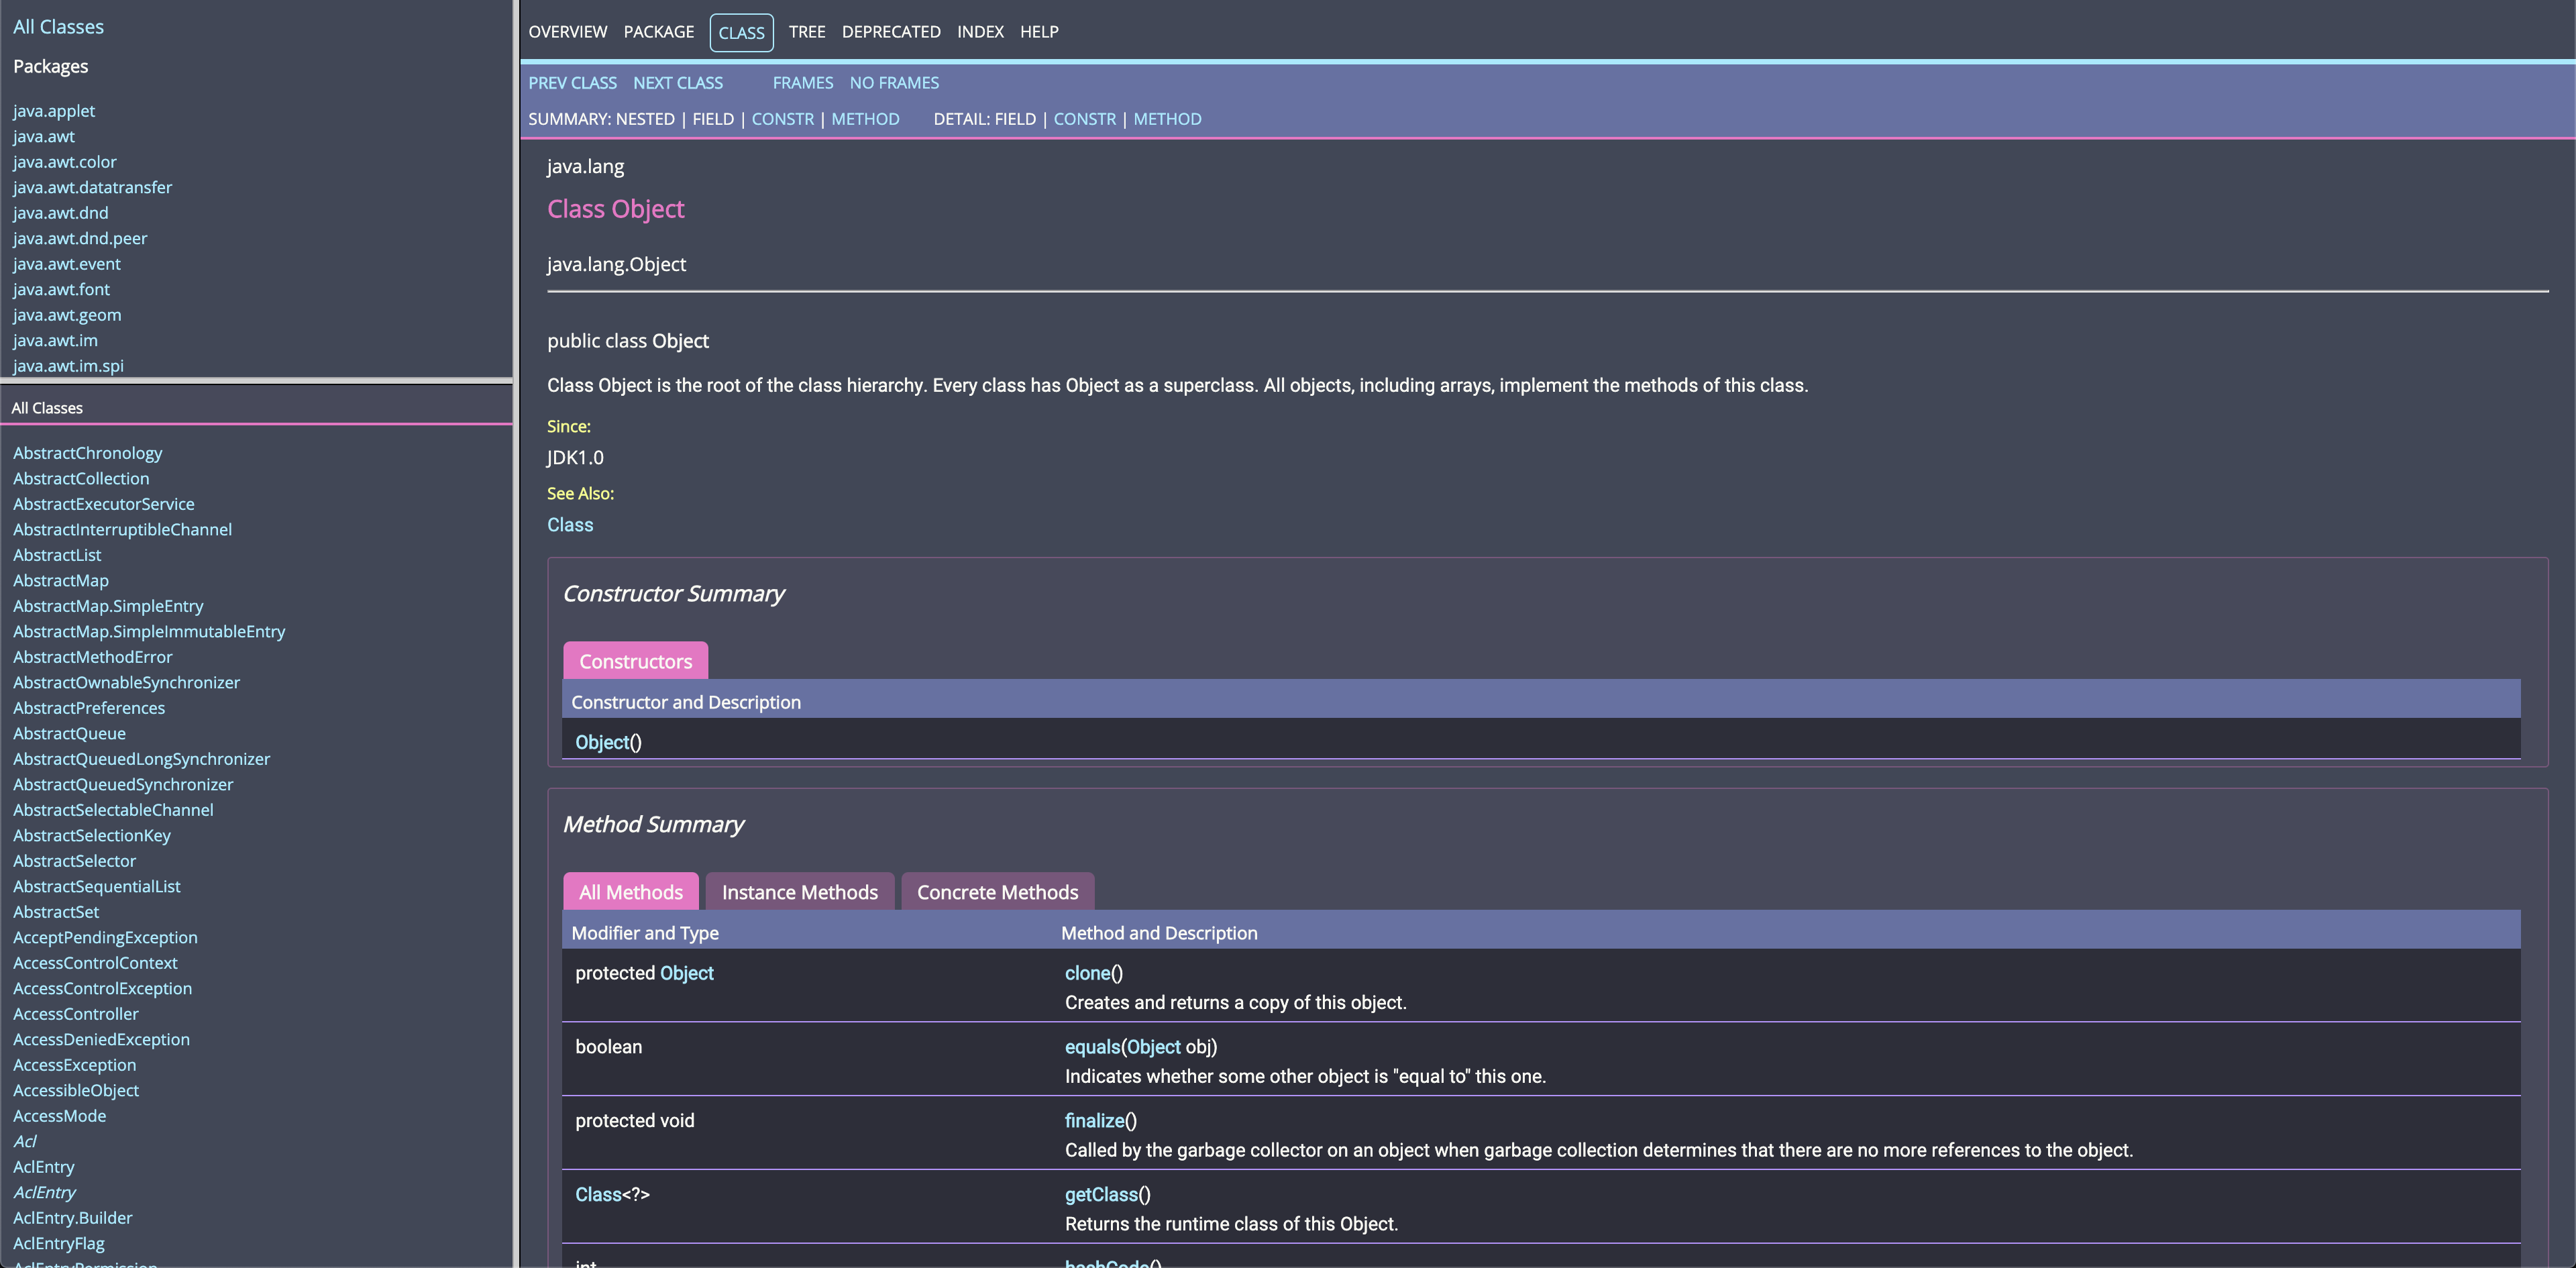 All Classes
Packages
java.applet
java.awt
java.awt.color
java.awt.datatransfer
java.awt.dnd
java.awt.dnd.peer
java.awt.event
java.awt.font
java.awt.geom
java.awt.im
java.awt.im.spi
All Classes
AbstractChronology
AbstractCollection
AbstractExecutorService
AbstractInterruptibleChannel
AbstractList
AbstractMap
AbstractMap.SimpleEntry
AbstractMap.SimpleImmutableEntry
AbstractMethodError
AbstractOwnableSynchronizer
AbstractPreferences
AbstractQueue
AbstractQueuedLongSynchronizer
AbstractQueuedSynchronizer
AbstractSelectableChannel
AbstractSelectionKey
AbstractSelector
AbstractSequentialList
AbstractSet
AcceptPendingException
AccessControlContext
AccessControlException
AccessController
AccessDeniedException
AccessException
AccessibleObject
AccessMode
Acl
AclEntry
AclEntry
AclEntry.Builder
AclEntryFlag
AclEntryPermission
OVERVIEW PACKAGE CLASS TREE DEPRECATED INDEX HELP
PREV CLASS NEXT CLASS FRAMES NO FRAMES
SUMMARY: NESTED | FIELD | CONSTR | METHOD DETAIL: FIELD | CONSTR | METHOD
java.lang
Class Object
java.lang.Object
public class Object
Class Object is the root of the class hierarchy. Every class has Object as a superclass. All objects, including arrays, implement the methods of this class.
Since:
JDK1.0
See Also:
Class
Constructor Summary
Constructors
Constructor and Description
Object()
Method Summary
All Methods Instance Methods Concrete Methods
Modifier and Type Method and Description
protected Object clone()
Creates and returns a copy of this object.
boolean equals(Object obj)
Indicates whether some other object is "equal to" this one.
protected void finalize()
Called by the garbage collector on an object when garbage collection determines that there are no more references to the object.
Class<?> getClass()
Returns the runtime class of this Object.
int hashCode()